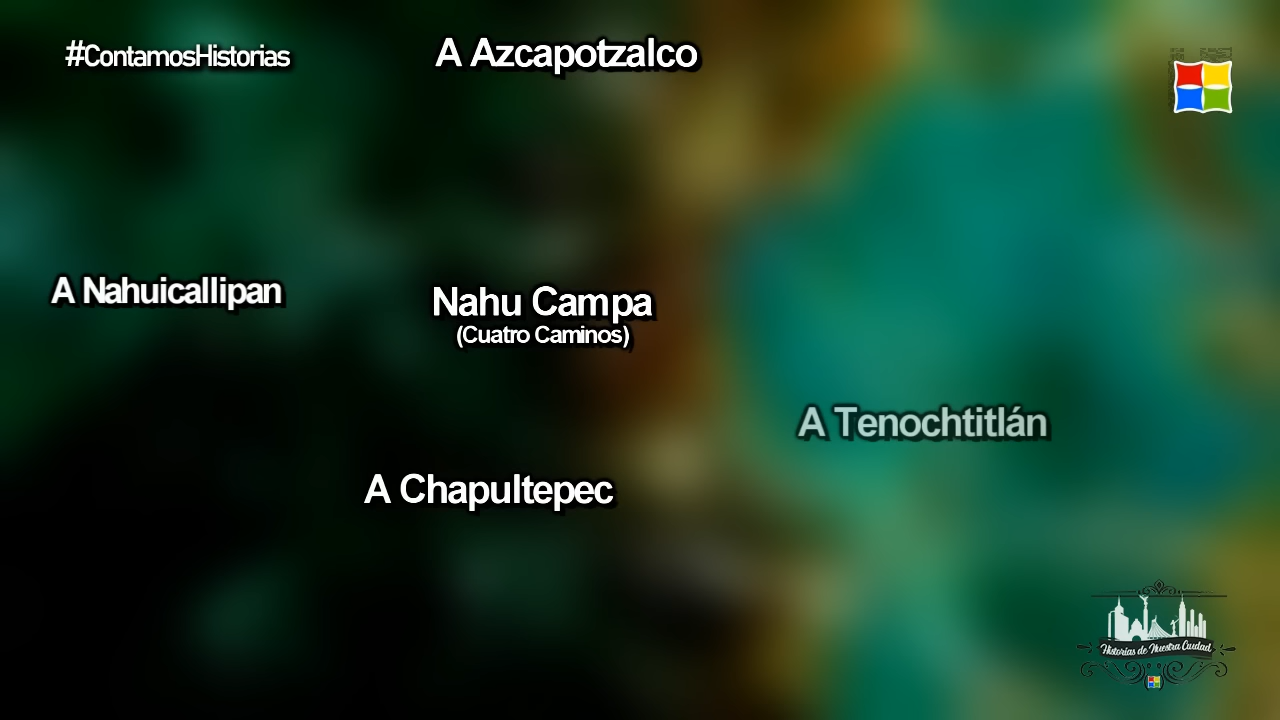 #ContamosHistorias
A Azcapotzalco
A Nahuicallipan
Nahu Campa
(Cuatro Caminos)
A Tenochtitlán
A Chapultepec
Historias de Nuestra Ciudad